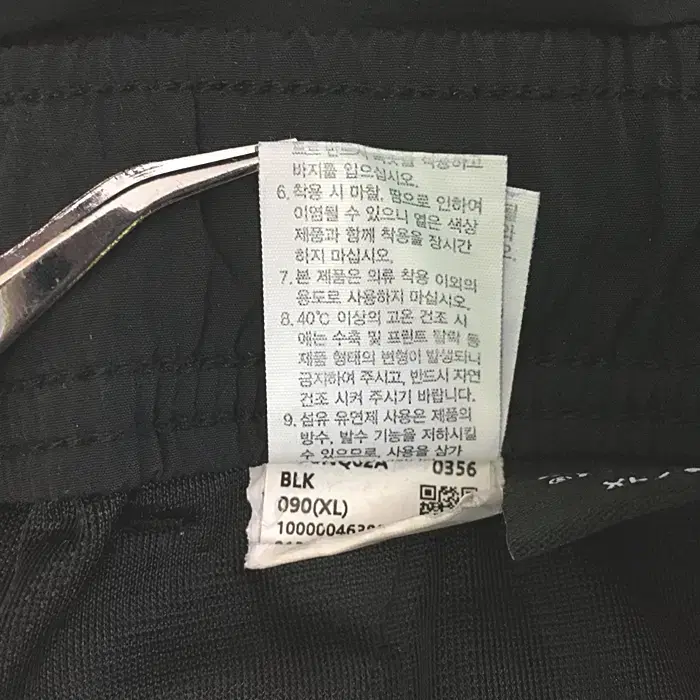 착용하고
바지를 입으십시오.
6. 착용 시 마찰, 땀으로 인하여
이염될 수 있으니 옅은 색상
제품과 함께 착용을 장시간
하지 마십시오.
7. 본 제품은 의류 착용 이외의
용도로 사용하지 마십시오.
8. 40℃ 이상의 고온 건조 시
에는 수축 및 프린트 탈락 등
제품 형태의 변형이 발생되니
금지하여 주시고, 반드시 자연
건조 시켜 주시기 바랍니다.
9. 섬유 유연제 사용은 제품의
방수, 발수 기능을 저하시킬
수 있으므로, 사용을 삼가
0356
BLK
090(XL)